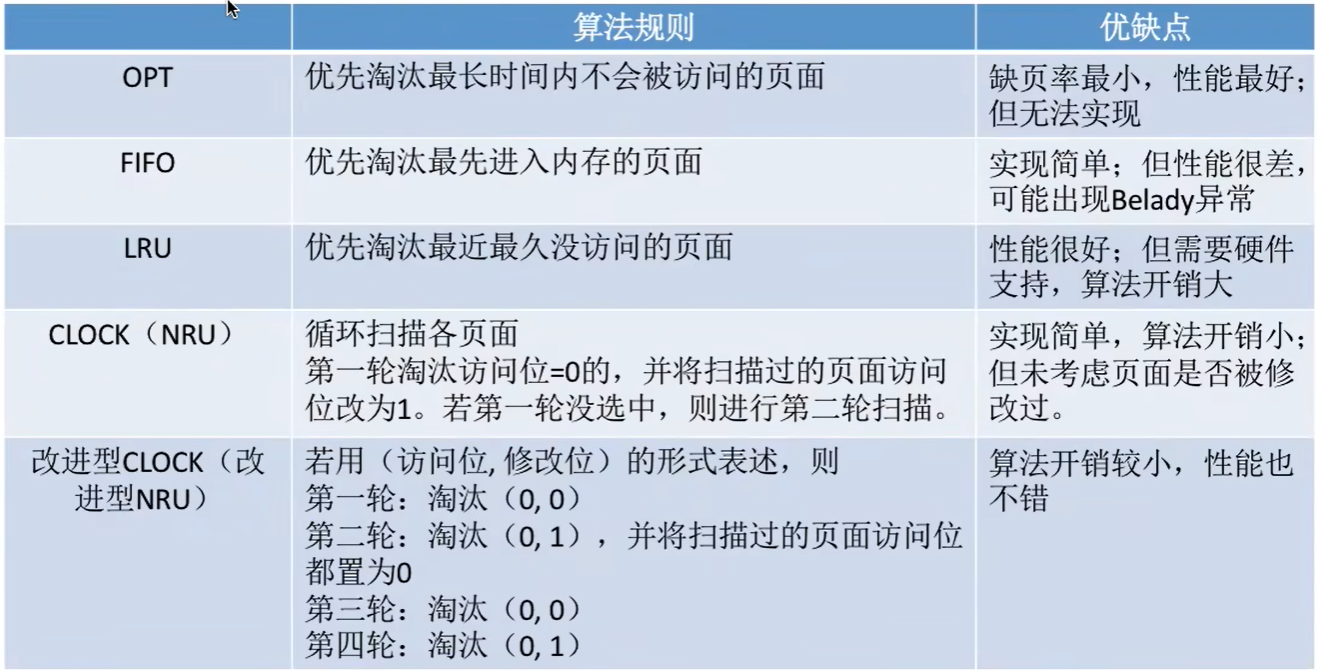 算法规则 优缺点
OPT 优先淘汰最长时间内不会被访问的页面 缺页率最小，性能最好；
但无法实现
FIFO 优先淘汰最先进入内存的页面 实现简单；但性能很差，
可能出现Belady异常
LRU 优先淘汰最近最久没访问的页面 性能很好；但需要硬件
支持，算法开销大
CLOCK（NRU） 循环扫描各页面 实现简单，算法开销小；
第一轮淘汰访问位=0的，并将扫描过的页面访问 但未考虑页面是否被修
位改为1。若第一轮没选中，则进行第二轮扫描。 改过。
改进型CLOCK（改 若用（访问位, 修改位）的形式表述，则 算法开销较小，性能也
进型NRU） 第一轮：淘汰（0, 0） 不错
第二轮：淘汰（0, 1），并将扫描过的页面访问位
都置为0
第三轮：淘汰（0, 0）
第四轮：淘汰（0, 1）